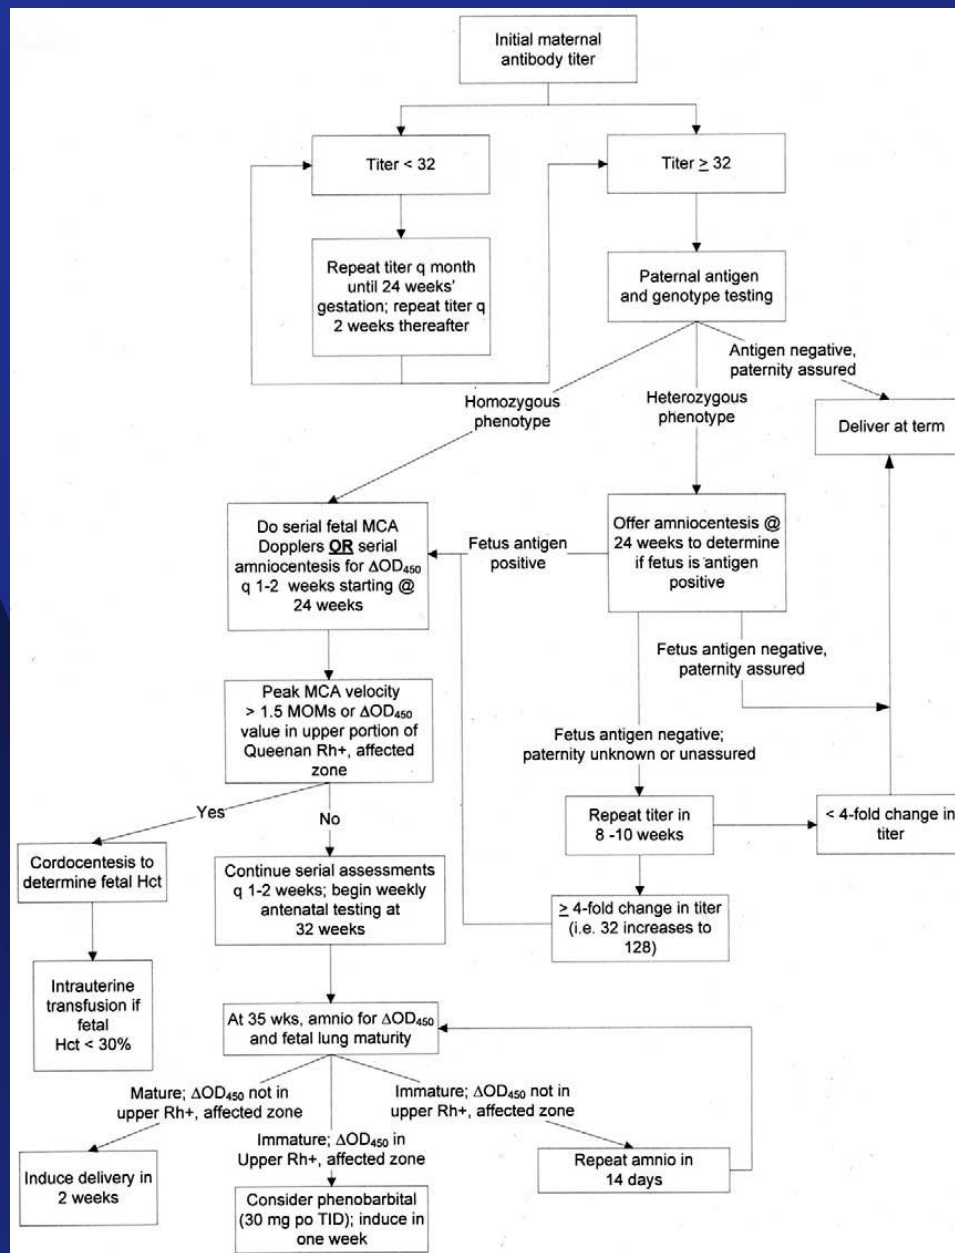 Initial maternal
antibody titer
Titer < 32
Titer ≥ 32
Repeat titer q month
until 24 weeks'
gestation; repeat titer q
2 weeks thereafter
Paternal antigen
and genotype testing
Antigen negative,
paternity assured
Homozygous
phenotype
Heterozygous
phenotype
Deliver at term
Do serial fetal MCA
Dopplers OR serial
amniocentesis for ΔOD₄₅₀
q 1-2 weeks starting @
24 weeks
Fetus antigen
positive
Offer amniocentesis @
24 weeks to determine
if fetus is antigen
positive
Fetus antigen negative,
paternity assured
Peak MCA velocity
> 1.5 MOMs or ΔOD₄₅₀
value in upper portion of
Queenan Rh+, affected
zone
Fetus antigen negative;
paternity unknown or unassured
Yes
No
Repeat titer in
8 -10 weeks
< 4-fold change in
titer
Cordocentesis to
determine fetal Hct
Continue serial assessments
q 1-2 weeks; begin weekly
antenatal testing at
32 weeks
≥ 4-fold change in titer
(i.e. 32 increases to
128)
Intrauterine
transfusion if
fetal
Hct < 30%
At 35 wks, amnio for ΔOD₄₅₀
and fetal lung maturity
Mature; ΔOD₄₅₀ not in
upper Rh+, affected zone
Immature; ΔOD₄₅₀ not in
upper Rh+, affected zone
Immature; ΔOD₄₅₀ in
Upper Rh+, affected zone
Induce delivery in
2 weeks
Consider phenobarbital
(30 mg po TID); induce in
one week
Repeat amnio in
14 days